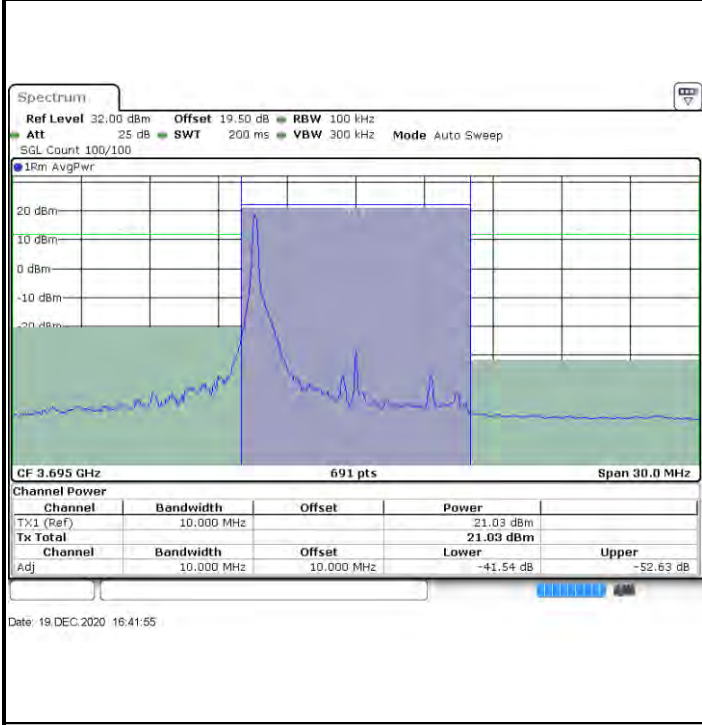 Spectrum
Ref Level 32.00 dBm Offset 19.50 dB RBW 100 kHz
Att 25 dB SWT 200 ms VBW 300 kHz Mode Auto Sweep
SGL Count 100/100
1Rm AvgPwr
20 dBm
10 dBm
0 dBm
-10 dBm
-20 dBm
CF 3.695 GHz 691 pts Span 30.0 MHz
Channel Power
Channel Bandwidth Offset Power
TX1 (Ref) 10.000 MHz 21.03 dBm
Tx Total 21.03 dBm
Channel Bandwidth Offset Lower Upper
Adj 10.000 MHz 10.000 MHz -41.54 dB -52.63 dB
Date: 19.DEC.2020 16:41:55